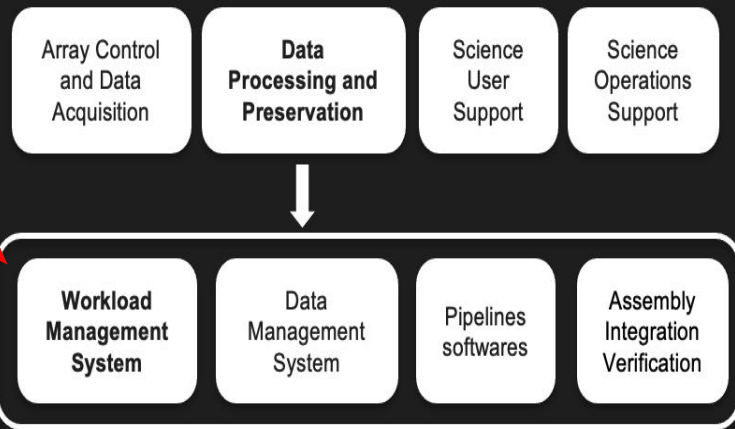 Array Control
and Data
Acquisition
Data
Processing and
Preservation
Science
User
Support
Science
Operations
Support
Workload
Management
System
Data
Management
System
Pipelines
softwares
Assembly
Integration
Verification